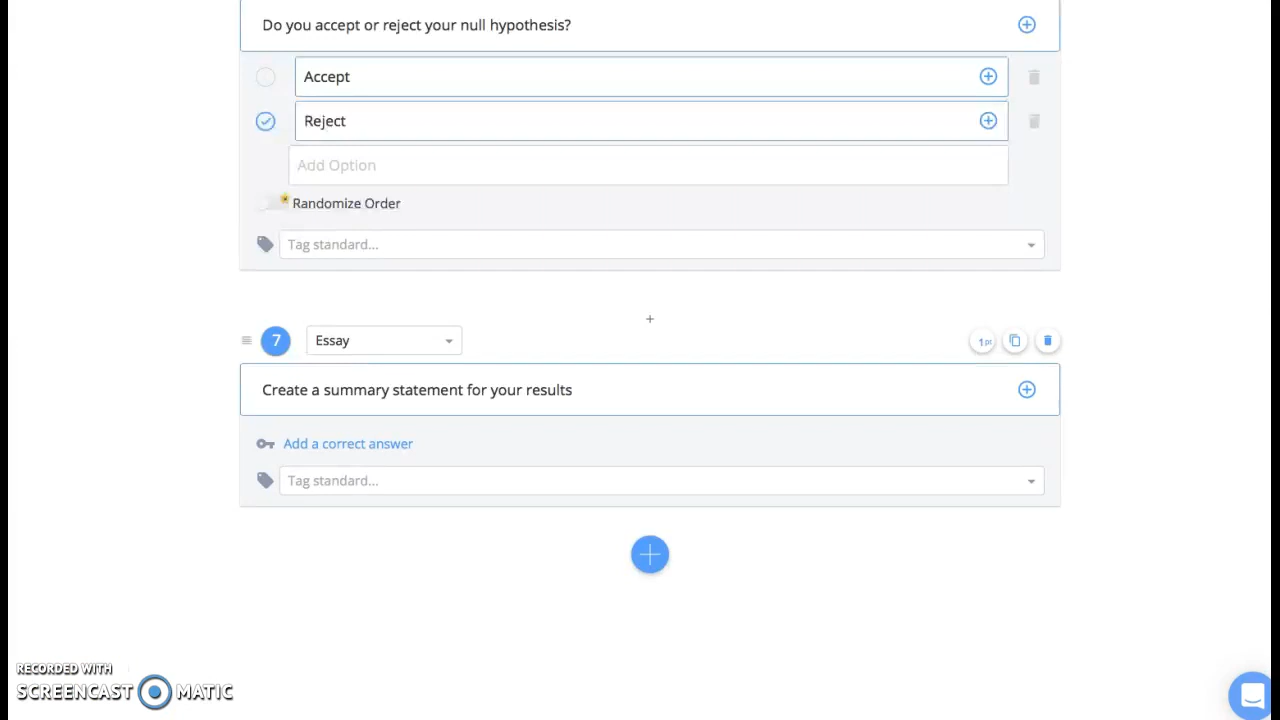 Do you accept or reject your null hypothesis?
Accept
Reject
Add Option
Randomize Order
Tag standard...
7
Essay
1pt
Create a summary statement for your results
Add a correct answer
Tag standard...
RECORDED WITH
SCREENCAST MATIC